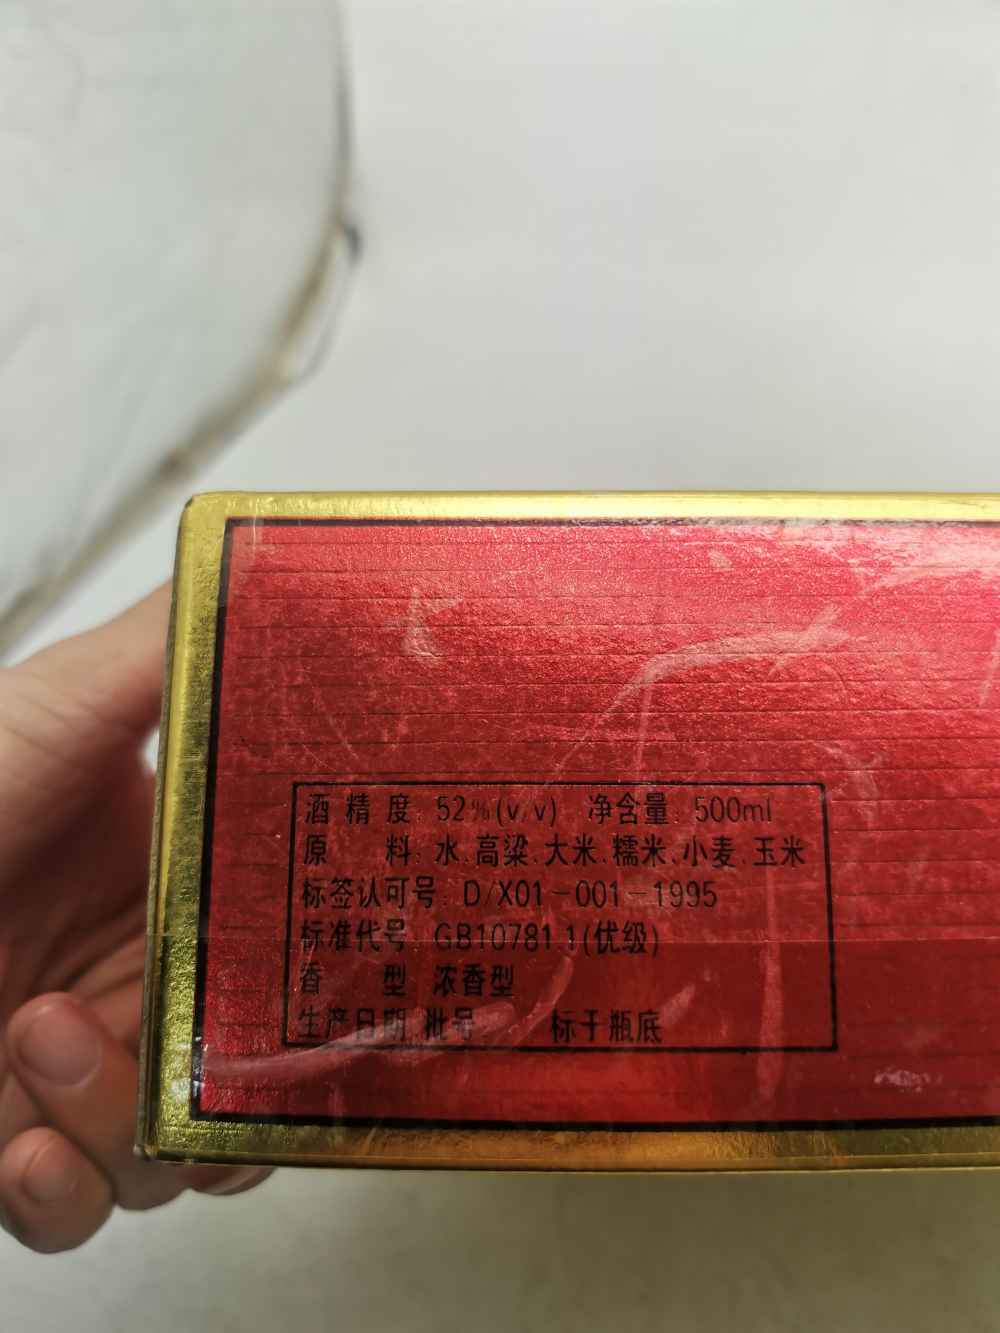 酒精度: 52%(v/v) 净含量: 500ml
原料: 水、高粱、大米、糯米、小麦、玉米
标签认可号: D/X01-001-1995
标准代号: GB10781.1(优级)
香型 浓香型
生产日期 批号: 标于瓶底